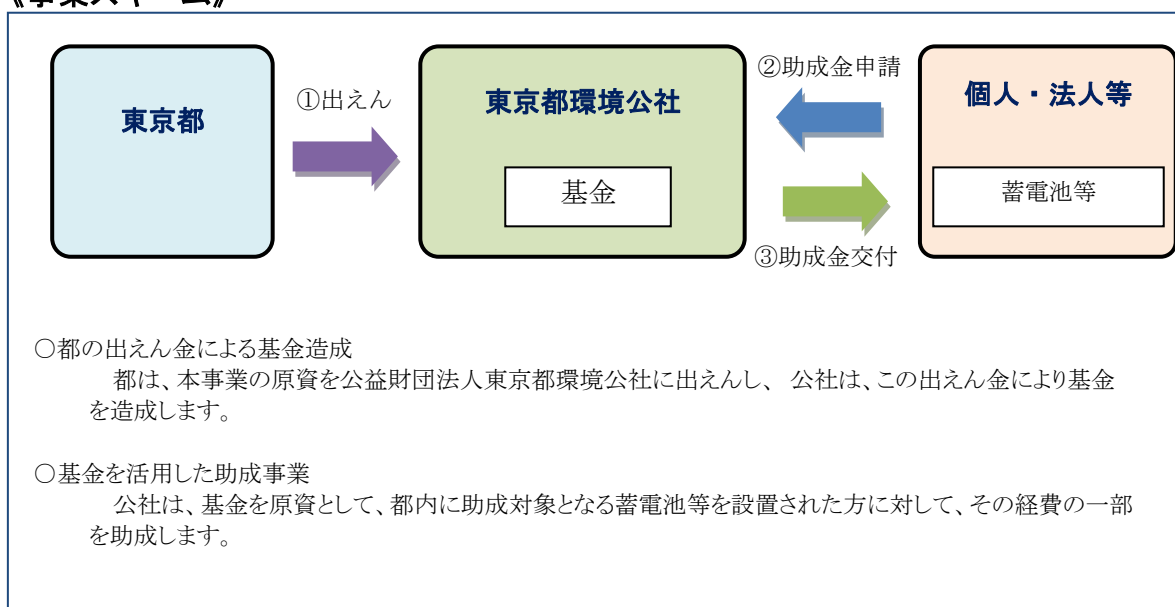 《事業スキーム》
東京都
①出えん
東京都環境公社
基金
②助成金申請
③助成金交付
個人・法人等
蓄電池等
○都の出えん金による基金造成
都は、本事業の原資を公益財団法人東京都環境公社に出えんし、 公社は、この出えん金により基金
を造成します。
○基金を活用した助成事業
公社は、基金を原資として、都内に助成対象となる蓄電池等を設置された方に対して、その経費の一部
を助成します。